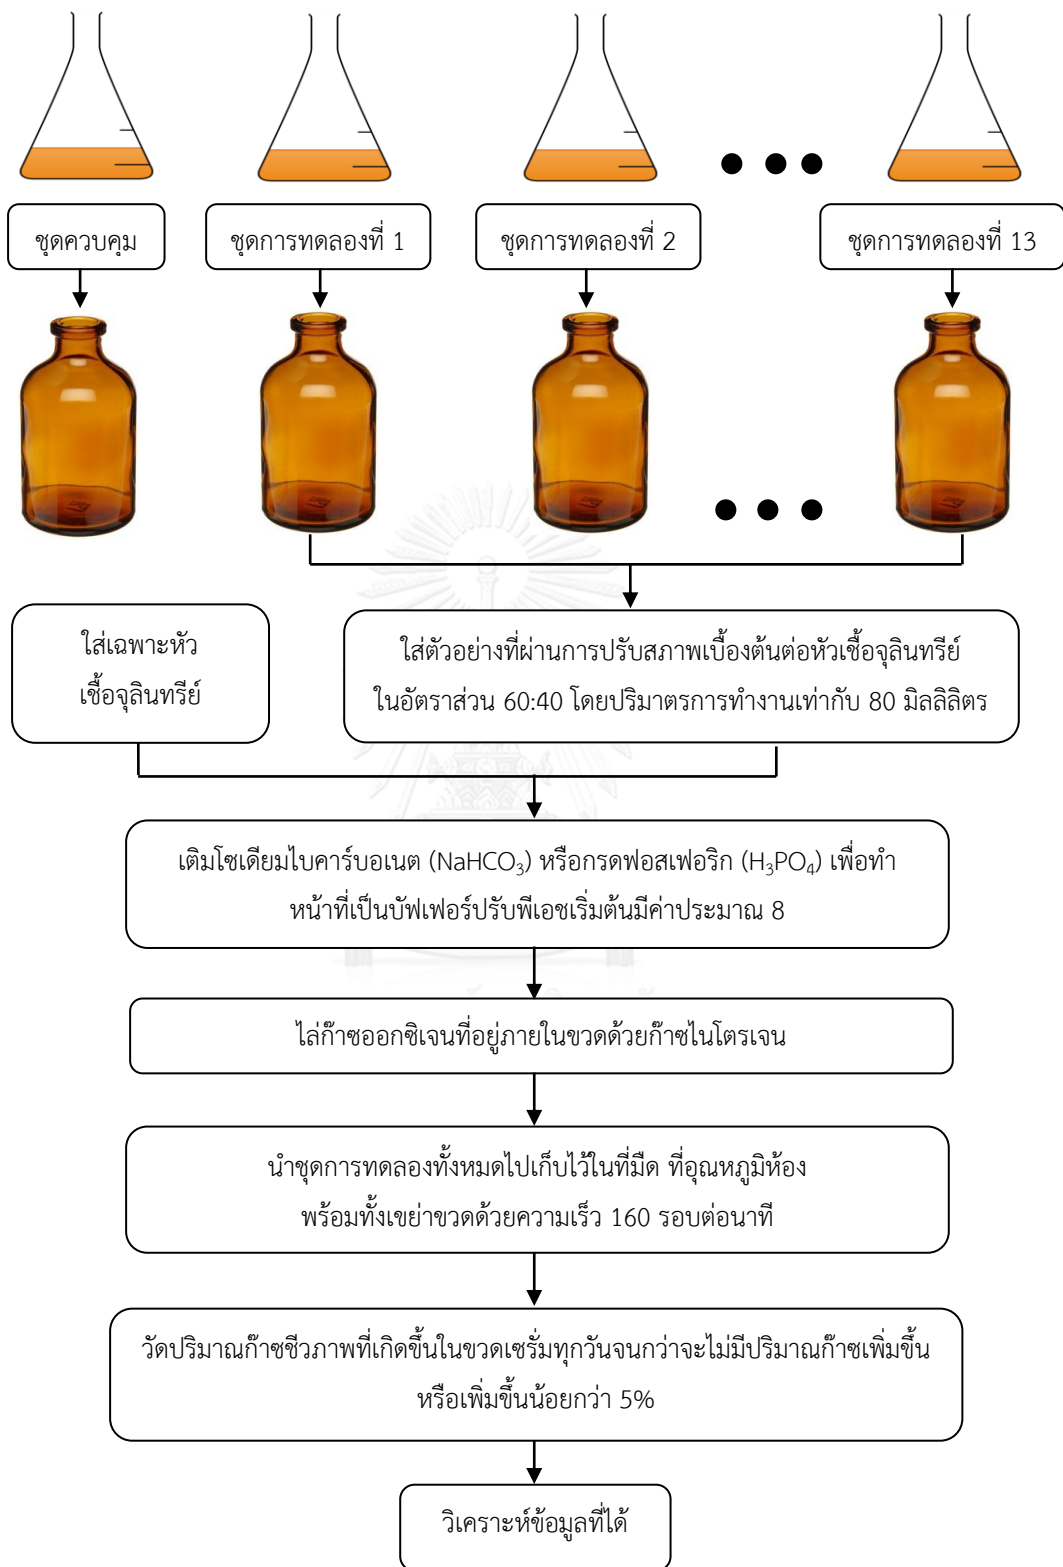 ชุดควบคุม
ชุดการทดลองที่ 1
ชุดการทดลองที่ 2
ชุดการทดลองที่ 13
ใส่เฉพาะหัว
เชื้อจุลินทรีย์
ใส่ตัวอย่างที่ผ่านการปรับสภาพเบื้องต้นต่อหัวเชื้อจุลินทรีย์
ในอัตราส่วน 60:40 โดยปริมาตรการทำงานเท่ากับ 80 มิลลิลิตร
เติมโซเดียมไบคาร์บอเนต (NaHCO₃) หรือกรดฟอสเฟอริก (H₃PO₄) เพื่อทำ
หน้าที่เป็นบัฟเฟอร์ปรับพีเอชเริ่มต้นมีค่าประมาณ 8
ไล่ก๊าซออกซิเจนที่อยู่ภายในขวดด้วยก๊าซไนโตรเจน
นำชุดการทดลองทั้งหมดไปเก็บไว้ในที่มืด ที่อุณหภูมิห้อง
พร้อมทั้งเขย่าขวดด้วยความเร็ว 160 รอบต่อนาที
วัดปริมาณก๊าซชีวภาพที่เกิดขึ้นในขวดเซรั่มทุกวันจนกว่าจะไม่มีปริมาณก๊าซเพิ่มขึ้น
หรือเพิ่มขึ้นน้อยกว่า 5%
วิเคราะห์ข้อมูลที่ได้